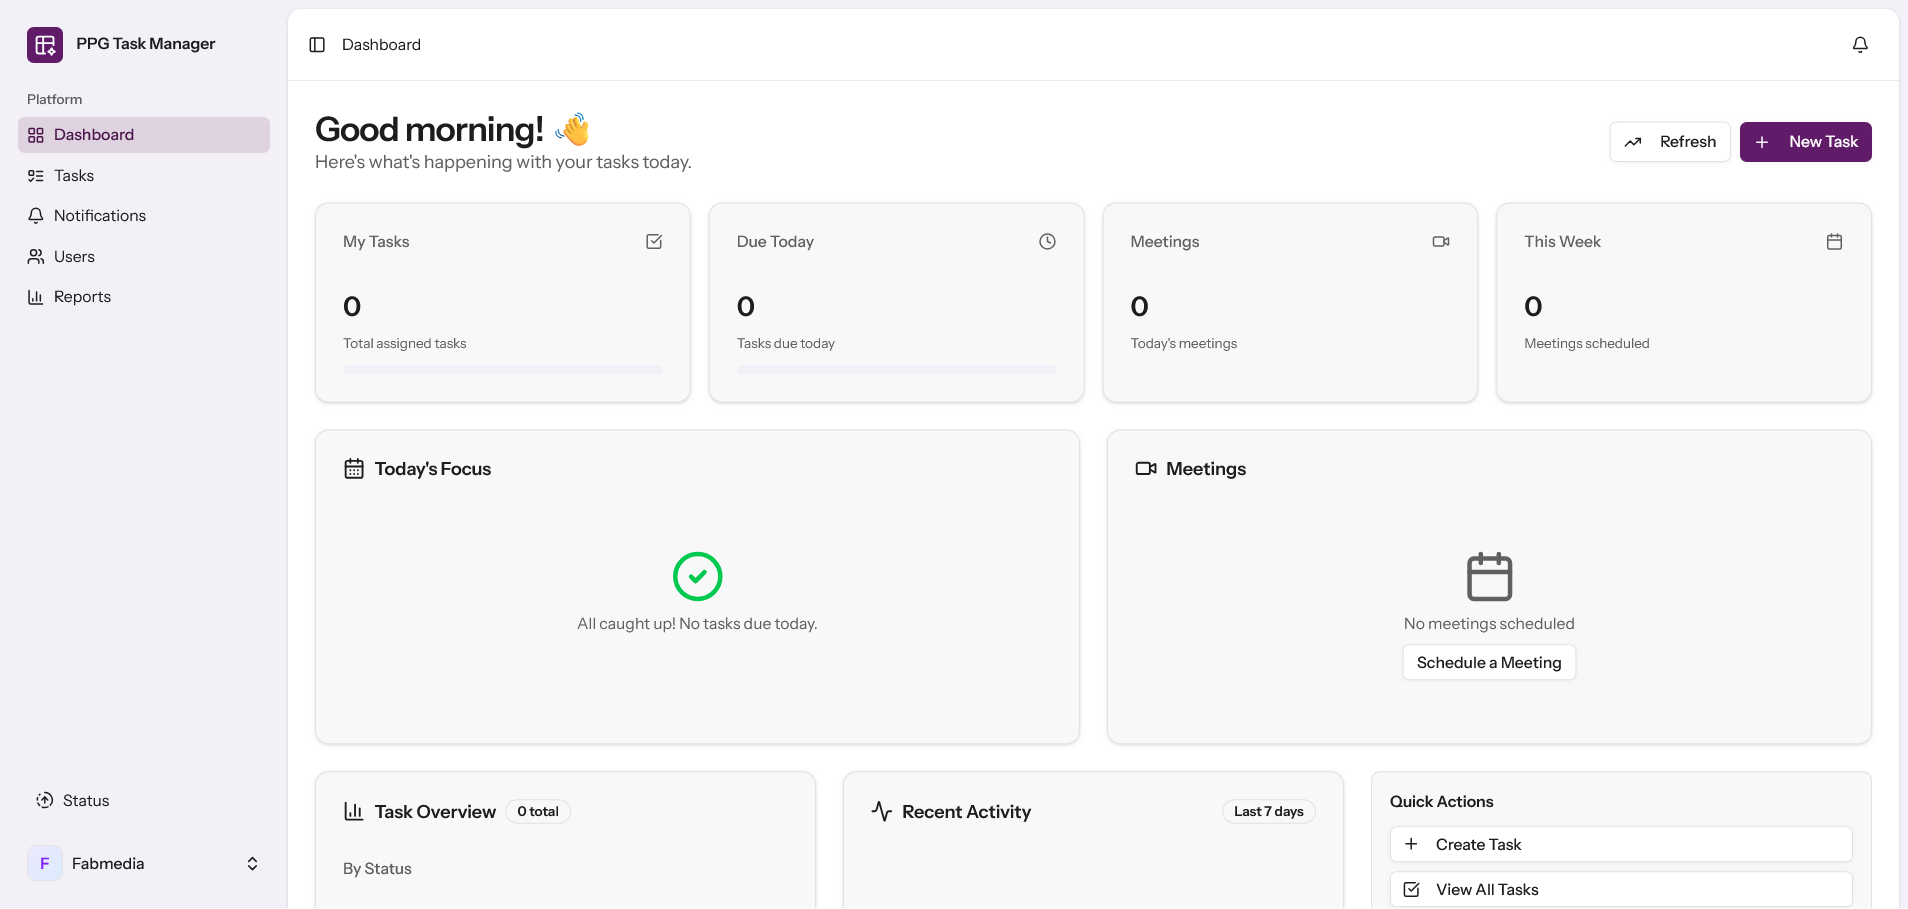 PPG Task Manager
Platform
Dashboard
Tasks
Notifications
Users
Reports
Status
F
Fabmedia
Dashboard
Good morning! 👋
Here's what's happening with your tasks today.
Refresh
New Task
My Tasks
0
Total assigned tasks
Due Today
0
Tasks due today
Meetings
0
Today's meetings
This Week
0
Meetings scheduled
Today's Focus
All caught up! No tasks due today.
Meetings
No meetings scheduled
Schedule a Meeting
Task Overview
0 total
By Status
Recent Activity
Last 7 days
Quick Actions
Create Task
View All Tasks